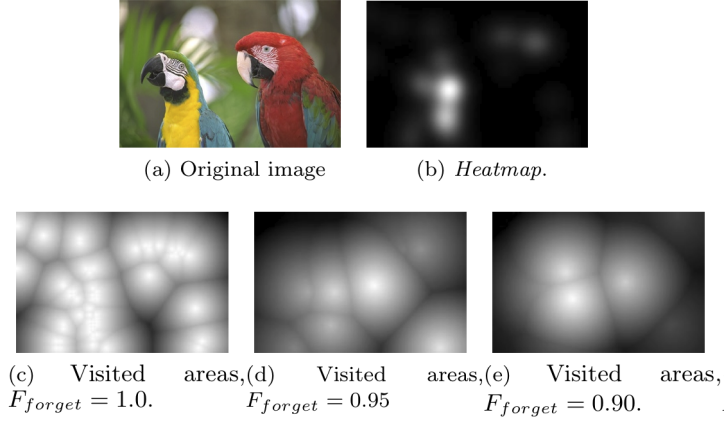 (a) Original image
(b) Heatmap.
(c) Visited areas,
F_forget = 1.0.
(d) Visited areas,
F_forget = 0.95
(e) Visited areas,
F_forget = 0.90.